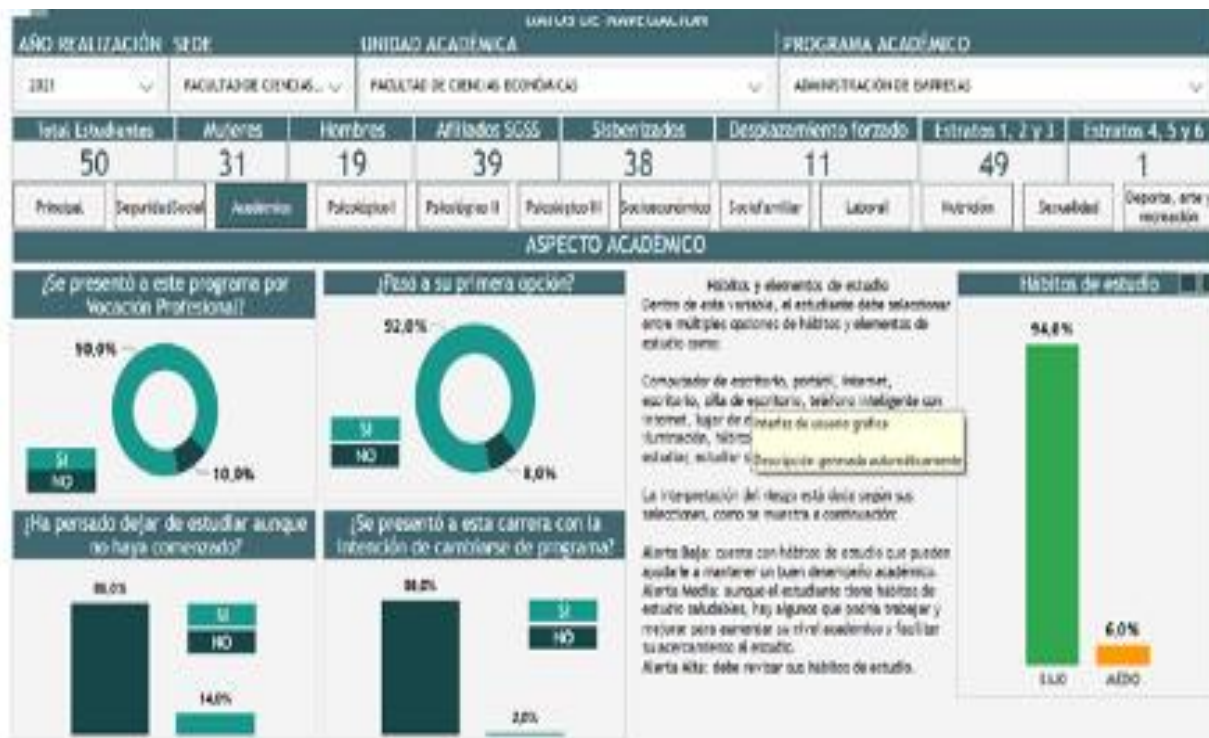 DATOS DE NAVEGACIÓN
AÑO REALIZACIÓN SEDE UNIDAD ACADÉMICA PROGRAMA ACADÉMICO
2021 FACULTAD DE CIENCIAS... FACULTAD DE CIENCIAS ECONÓMICAS ADMINISTRACIÓN DE EMPRESAS
Total Estudiantes Mujeres Hombres Afiliados SGSS Sisbenizados Desplazamiento forzado Estratos 1, 2 y 3 Estratos 4, 5 y 6
50 31 19 39 38 11 49 1
Principal Seguridad Social Académico Psicológico I Psicológico II Psicológico III Socioeconómico Sociofamiliar Laboral Nutrición Sexualidad Deporte, arte y
recreación
ASPECTO ACADÉMICO
¿Se presentó a este programa por
Vocación Profesional?
90,0%
SI
NO
10,0%
¿Pasó a su primera opción?
92,0%
SI
NO
8,0%
¿Ha pensado dejar de estudiar aunque
no haya comenzado?
SI
NO
14,0%
¿Se presentó a esta carrera con la
intención de cambiarse de programa?
SI
NO
2,0%
Hábitos y elementos de estudio
Dentro de esta variable, el estudiante debe seleccionar
entre múltiples opciones de hábitos y elementos de
estudio como:
Computador de escritorio, portátil, internet,
escritorio, silla de escritorio, teléfono inteligente con
internet, lugar de
iluminación, hábitos
estudiar, estudiar
Interfaz de usuario gráfica
Descripción generada automáticamente
La interpretación del riesgo está dada según sus
selecciones, como se muestra a continuación:
Alerta Baja: cuenta con hábitos de estudio que pueden
ayudarle a mantener un buen desempeño académico.
Alerta Media: aunque el estudiante tiene hábitos de
estudio saludables, hay algunos que podría trabajar y
mejorar para aumentar su nivel académico y facilitar
su acercamiento al estudio.
Alerta Alta: debe revisar sus hábitos de estudio.
Hábitos de estudio
94,0%
6,0%
BAJO MEDIO